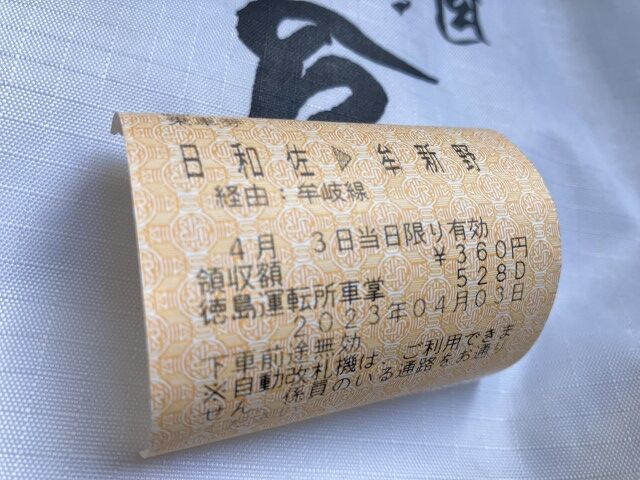 乗車券
日和佐▶牟新野
経由:牟岐線
4月 3日当日限り有効
領収額 ¥360円
徳島運転所車掌 528D
2023年04月03日
下車前途無効
※自動改札機は、ご利用できま
せん 係員のいる通路をお通り